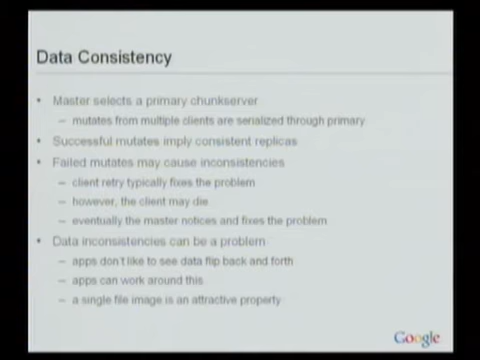 Data Consistency
• Master selects a primary chunkserver
– mutates from multiple clients are serialized through primary
• Successful mutates imply consistent replicas
• Failed mutates may cause inconsistencies
– client retry typically fixes the problem
– however, the client may die
– eventually the master notices and fixes the problem
• Data inconsistencies can be a problem
– apps don't like to see data flip back and forth
– apps can work around this
– a single file image is an attractive property
Google